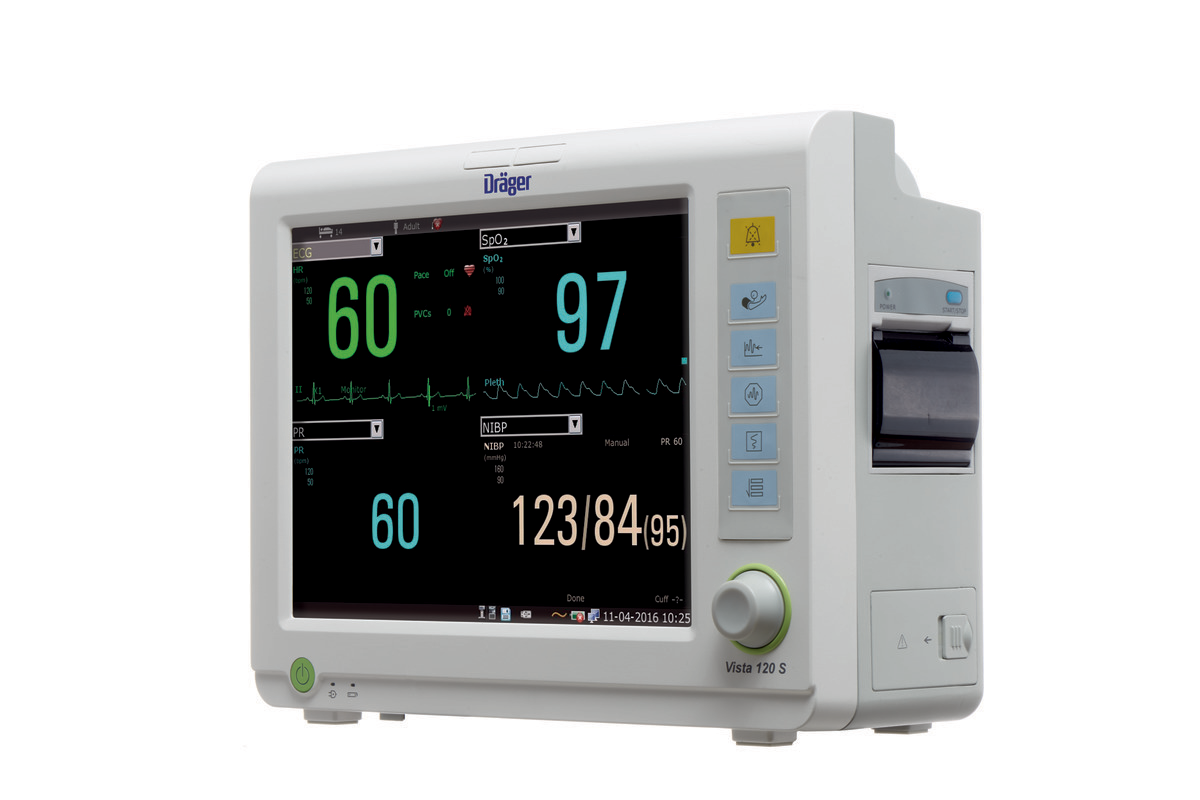 Dräger
14 Adult
ECG
HR
(bpm)
120
50
60
Pace Off
PVCs 0
SpO₂
SpO₂
(%)
100
90
97
II X1 Monitor
1 mV
Pleth
PR
PR
(bpm)
120
50
60
NIBP
NIBP 10:22:48 Manual PR 60
(mmHg)
160
90
123/84(95)
Done Cuff -?-
11-04-2016 10:25
POWER START/STOP
Vista 120 S